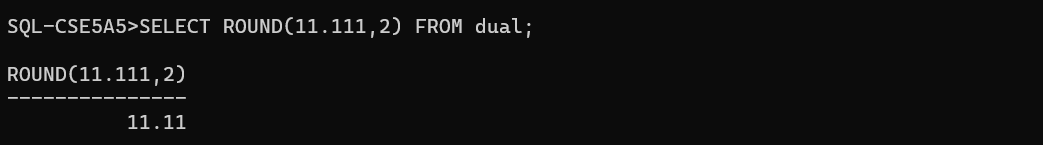 SQL-CSE5A5>SELECT ROUND(11.111,2) FROM dual;
ROUND(11.111,2)
---------------
11.11